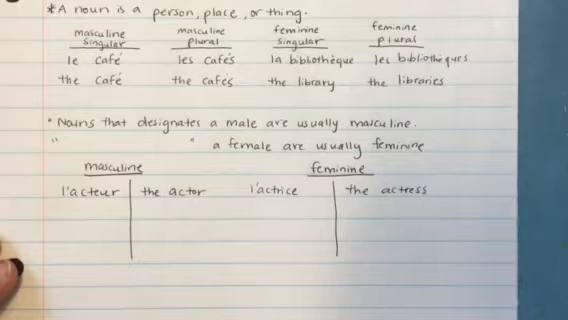 *A noun is a person, place, or thing.
masculine singular masculine plural feminine singular feminine plural
le café les cafés la bibliothèque les bibliothèques
the café the cafés the library the libraries
• Nouns that designates a male are usually masculine.
" " a female are usually feminine
masculine feminine
l'acteur the actor l'actrice the actress